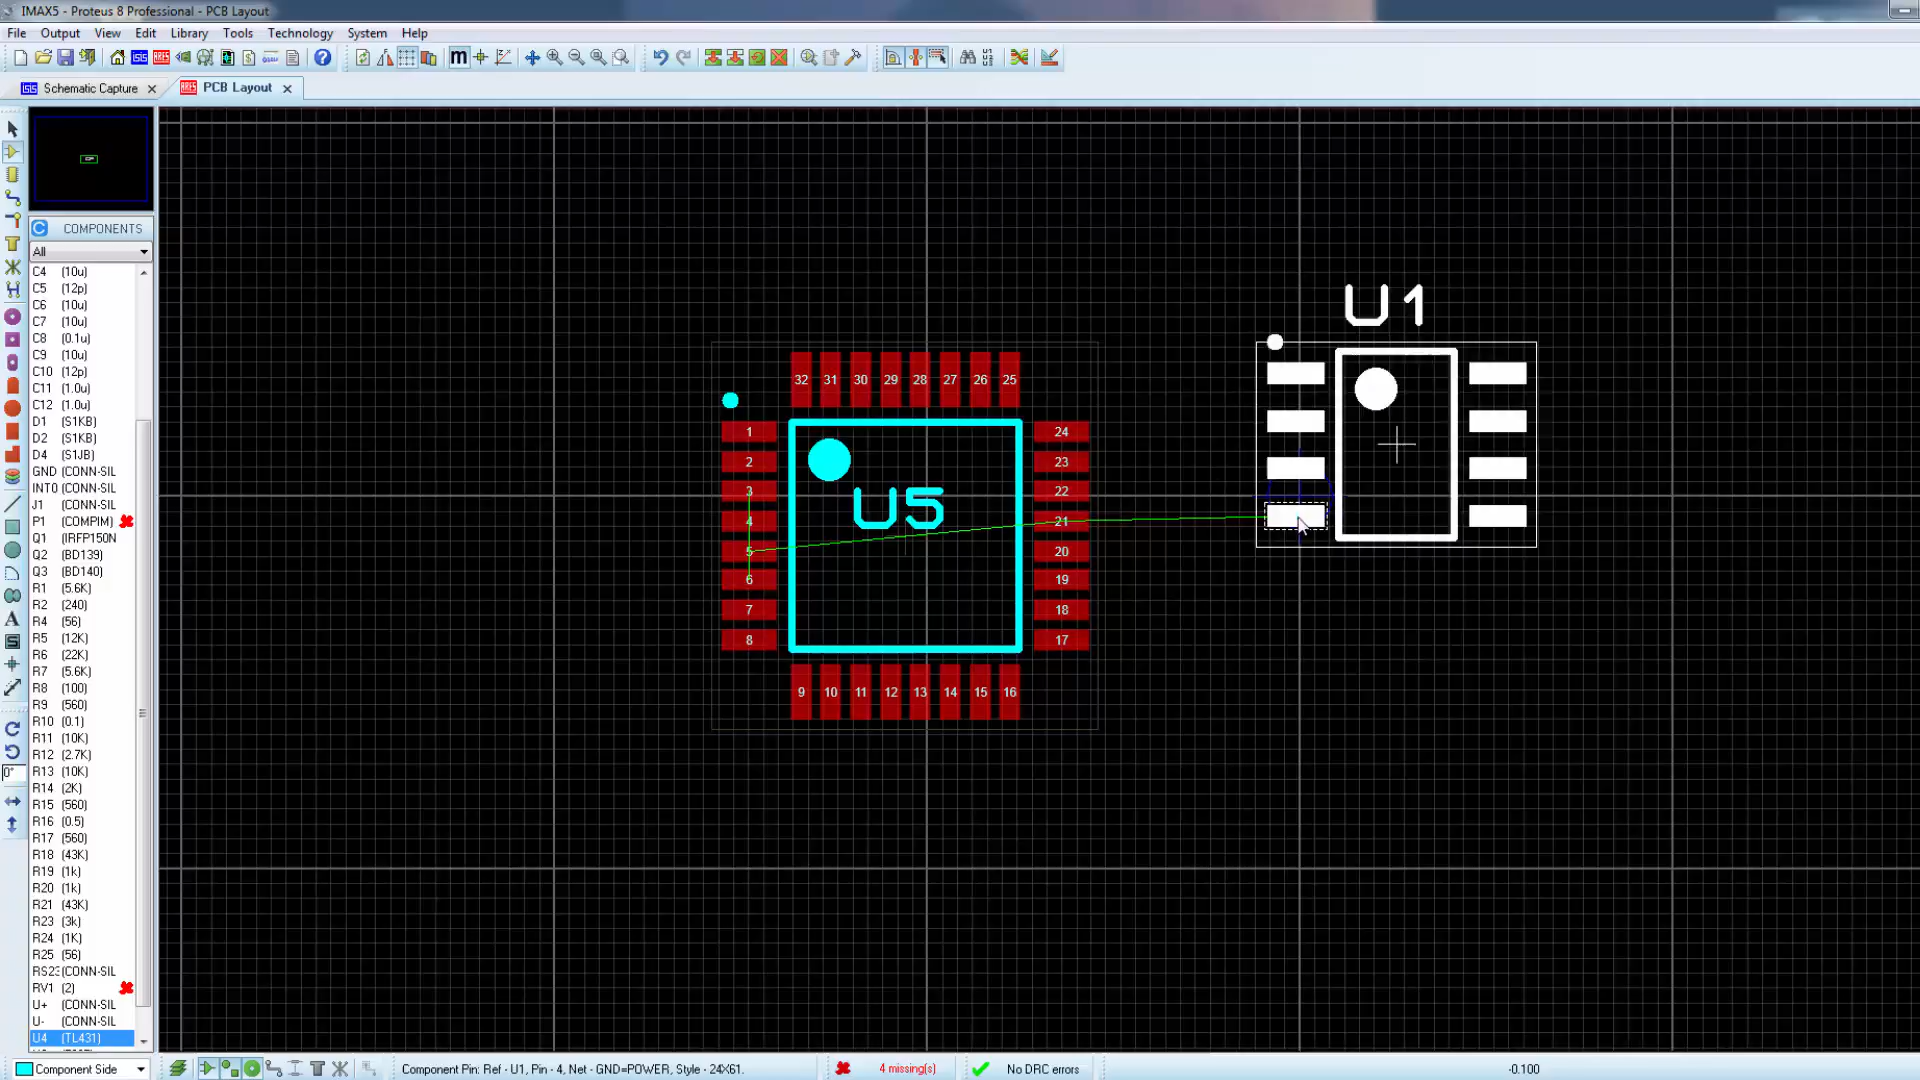 IMAX5 - Proteus 8 Professional - PCB Layout
File Output View Edit Library Tools Technology System Help
Schematic Capture PCB Layout
COMPONENTS
All
C4 (10u)
C5 (12p)
C6 (10u)
C7 (10u)
C8 (0.1u)
C9 (10u)
C10 (12p)
C11 (1.0u)
C12 (1.0u)
D1 (S1KB)
D2 (S1KB)
D4 (S1JB)
GND (CONN-SIL
INT0 (CONN-SIL
J1 (CONN-SIL
P1 (COMPIM)
Q1 (IRFP150N
Q2 (BD139)
Q3 (BD140)
R1 (5.6K)
R2 (240)
R4 (56)
R5 (12K)
R6 (22K)
R7 (5.6K)
R8 (100)
R9 (560)
R10 (0.1)
R11 (10K)
R12 (2.7K)
R13 (10K)
R14 (2K)
R15 (560)
R16 (0.5)
R17 (560)
R18 (43K)
R19 (1k)
R20 (1k)
R21 (43K)
R23 (3k)
R24 (1K)
R25 (56)
RS23 (CONN-SIL
RV1 (2)
U+ (CONN-SIL
U- (CONN-SIL
U4 (TL431)
0°
U1
32 31 30 29 28 27 26 25
1 24
2 23
3 22
U5
4 21
5 20
6 19
7 18
8 17
9 10 11 12 13 14 15 16
Component Side
Component Pin: Ref - U1, Pin - 4, Net - GND=POWER, Style - 24X61.
4 missing(s)
No DRC errors
-0.100